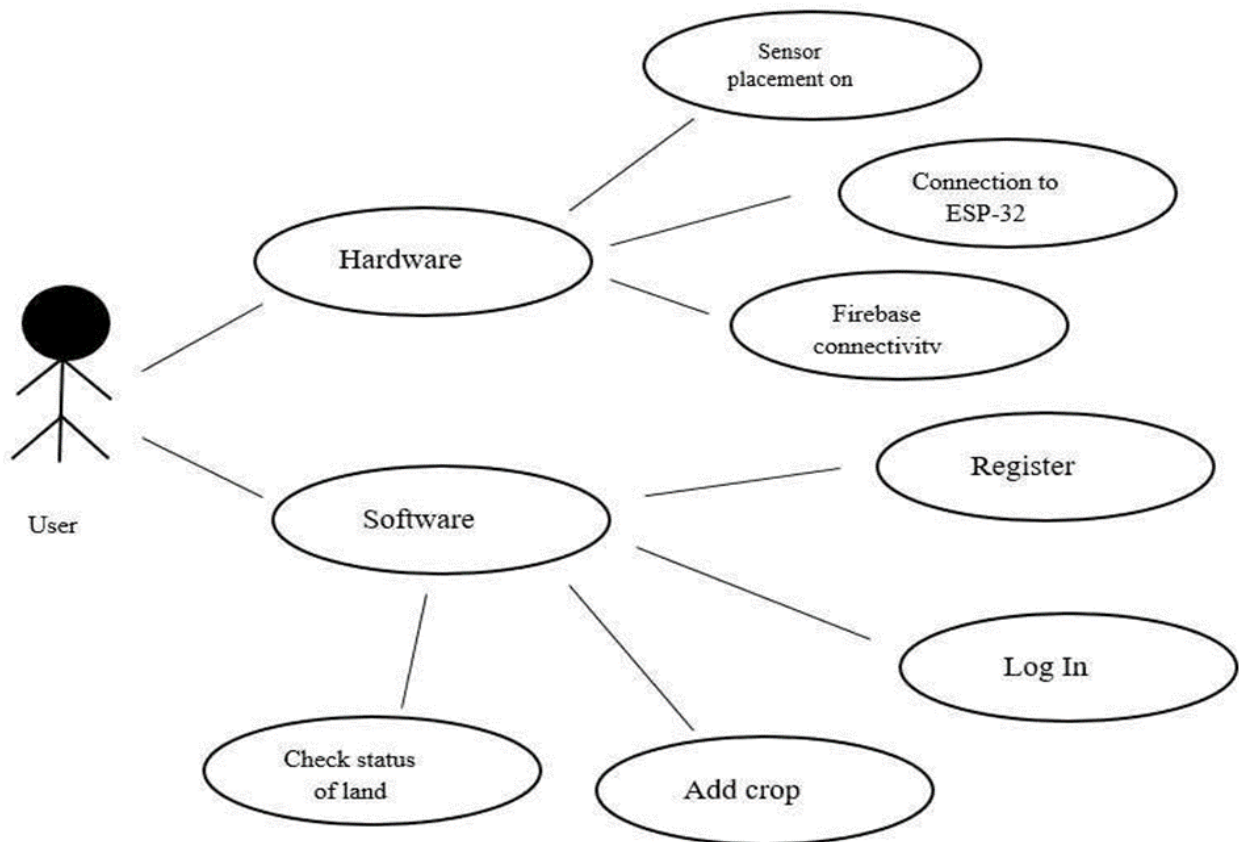 Sensor
placement on
Connection to
ESP-32
Hardware
Firebase
connectivity
User
Software
Register
Log In
Check status
of land
Add crop